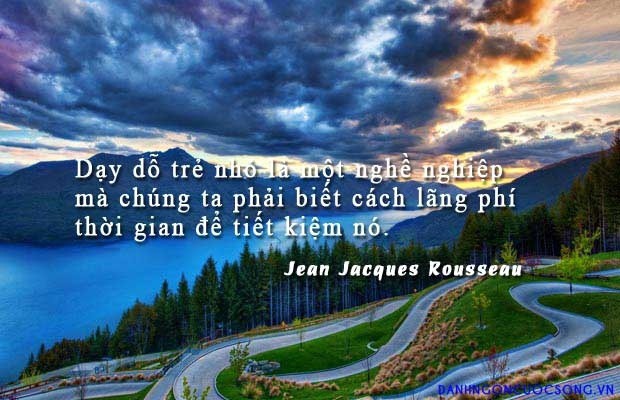 Dạy dỗ trẻ nhỏ là một nghề nghiệp
mà chúng ta phải biết cách lãng phí
thời gian để tiết kiệm nó.
Jean Jacques Rousseau
DANHNGONCUOCSONG.VN